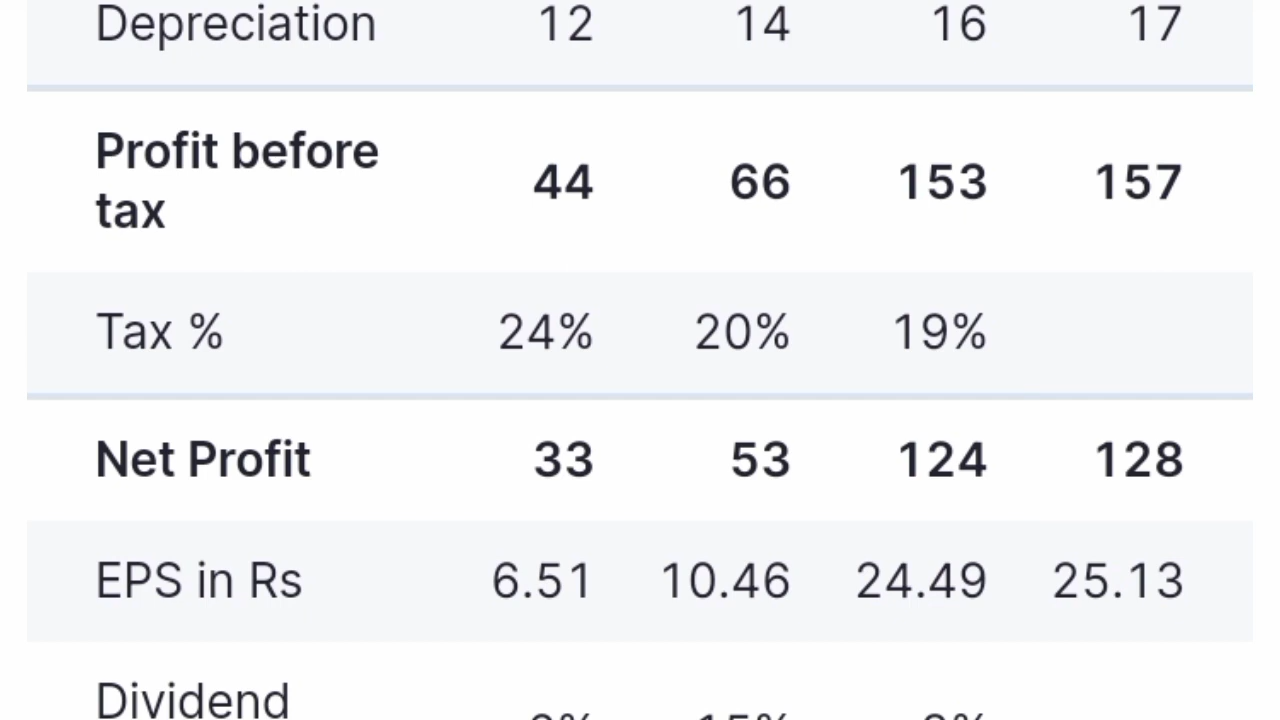 Depreciation 12 14 16 17
Profit before
tax 44 66 153 157
Tax % 24% 20% 19%
Net Profit 33 53 124 128
EPS in Rs 6.51 10.46 24.49 25.13
Dividend